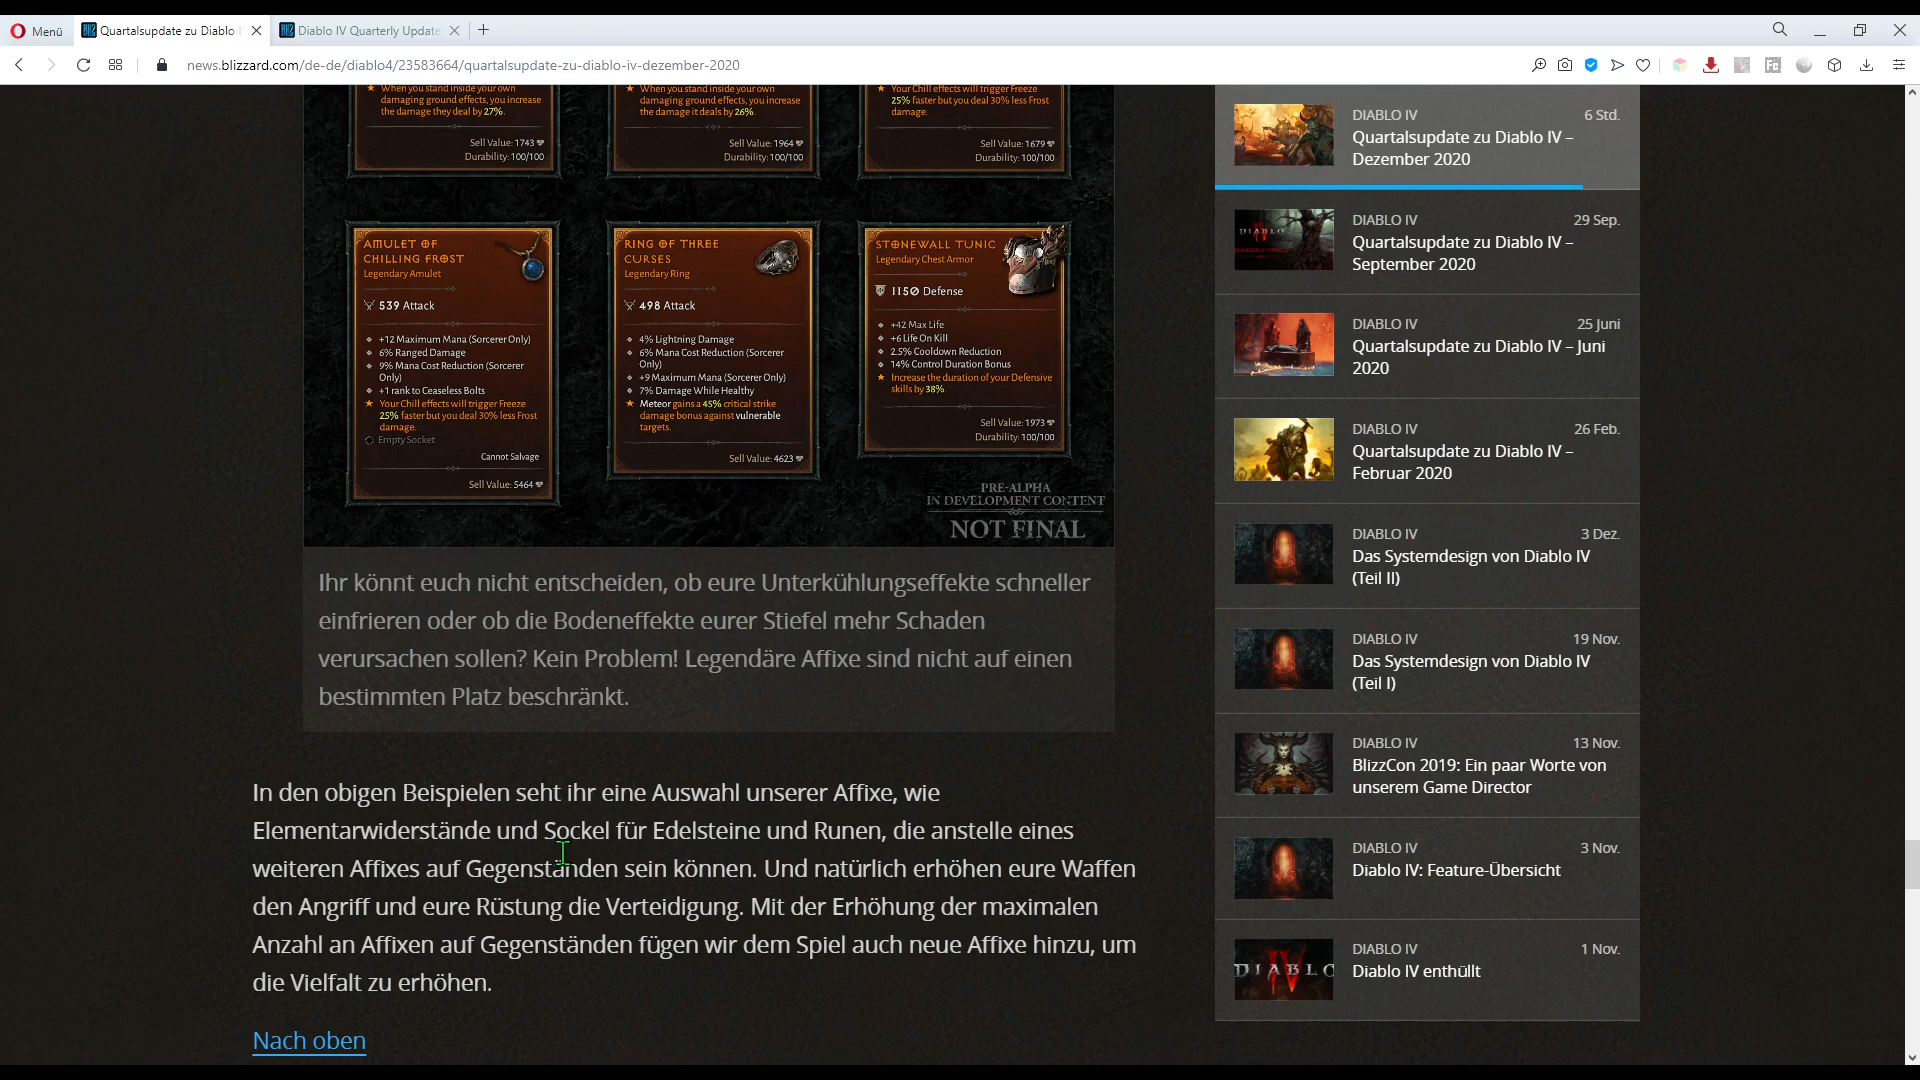 Menü
Quartalsupdate zu Diablo
Diablo IV Quarterly Update
news.blizzard.com/de-de/diablo4/23583664/quartalsupdate-zu-diablo-iv-dezember-2020
When you stand inside your own
damaging ground effects, you increase
the damage they deal by 27%.
Sell Value: 1743
Durability: 100/100
When you stand inside your own
damaging ground effects, you increase
the damage it deals by 26%.
Sell Value: 1964
Durability: 100/100
Your Chill effects will trigger Freeze
25% faster but you deal 30% less Frost
damage.
Sell Value: 1679
Durability: 100/100
AMULET OF
CHILLING FROST
Legendary Amulet
539 Attack
+12 Maximum Mana (Sorcerer Only)
6% Ranged Damage
9% Mana Cost Reduction (Sorcerer
Only)
+1 rank to Ceaseless Bolts
Your Chill effects will trigger Freeze
25% faster but you deal 30% less Frost
damage.
Empty Socket
Cannot Salvage
Sell Value: 5464
RING OF THREE
CURSES
Legendary Ring
498 Attack
4% Lightning Damage
6% Mana Cost Reduction (Sorcerer
Only)
+9 Maximum Mana (Sorcerer Only)
7% Damage While Healthy
Meteor gains a 45% critical strike
damage bonus against vulnerable
targets.
Sell Value: 4623
STONEWALL TUNIC
Legendary Chest Armor
1150 Defense
+42 Max Life
+6 Life On Kill
2.5% Cooldown Reduction
14% Control Duration Bonus
Increase the duration of your Defensive
skills by 38%.
Sell Value: 1973
Durability: 100/100
PRE-ALPHA
IN DEVELOPMENT CONTENT
NOT FINAL
Ihr könnt euch nicht entscheiden, ob eure Unterkühlungseffekte schneller
einfrieren oder ob die Bodeneffekte eurer Stiefel mehr Schaden
verursachen sollen? Kein Problem! Legendäre Affixe sind nicht auf einen
bestimmten Platz beschränkt.
In den obigen Beispielen seht ihr eine Auswahl unserer Affixe, wie
Elementarwiderstände und Sockel für Edelsteine und Runen, die anstelle eines
weiteren Affixes auf Gegenständen sein können. Und natürlich erhöhen eure Waffen
den Angriff und eure Rüstung die Verteidigung. Mit der Erhöhung der maximalen
Anzahl an Affixen auf Gegenständen fügen wir dem Spiel auch neue Affixe hinzu, um
die Vielfalt zu erhöhen.
Nach oben
DIABLO IV 6 Std.
Quartalsupdate zu Diablo IV –
Dezember 2020
DIABLO IV 29 Sep.
Quartalsupdate zu Diablo IV –
September 2020
DIABLO IV 25 Juni
Quartalsupdate zu Diablo IV – Juni
2020
DIABLO IV 26 Feb.
Quartalsupdate zu Diablo IV –
Februar 2020
DIABLO IV 3 Dez.
Das Systemdesign von Diablo IV
(Teil II)
DIABLO IV 19 Nov.
Das Systemdesign von Diablo IV
(Teil I)
DIABLO IV 13 Nov.
BlizzCon 2019: Ein paar Worte von
unserem Game Director
DIABLO IV 3 Nov.
Diablo IV: Feature-Übersicht
DIABLO IV 1 Nov.
Diablo IV enthüllt